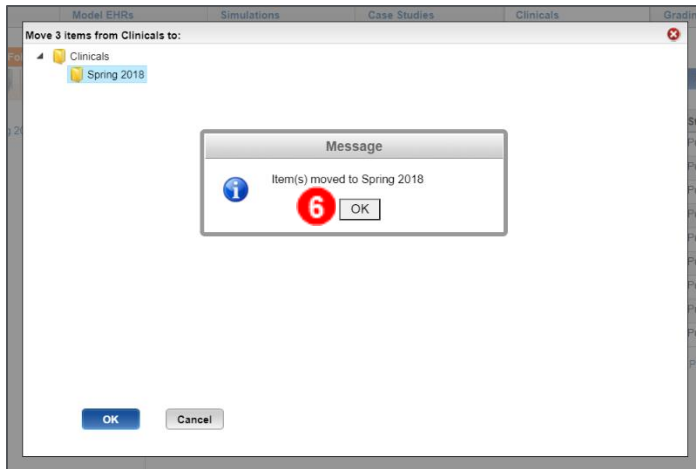 Model EHRs
Simulations
Case Studies
Clinicals
Move 3 items from Clinicals to:
Clinicals
Spring 2018
Message
Item(s) moved to Spring 2018
6
OK
OK
Cancel